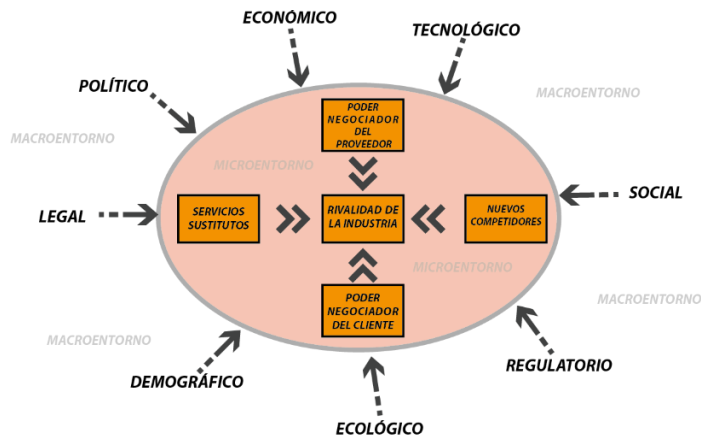 ECONÓMICO
TECNOLÓGICO
POLÍTICO
MACROENTORNO
MACROENTORNO
PODER
NEGOCIADOR
DEL
PROVEEDOR
MICROENTORNO
LEGAL
SERVICIOS
SUSTITUTOS
RIVALIDAD DE
LA INDUSTRIA
NUEVOS
COMPETIDORES
SOCIAL
MICROENTORNO
PODER
NEGOCIADOR
DEL CLIENTE
MACROENTORNO
MACROENTORNO
DEMOGRÁFICO
REGULATORIO
ECOLÓGICO